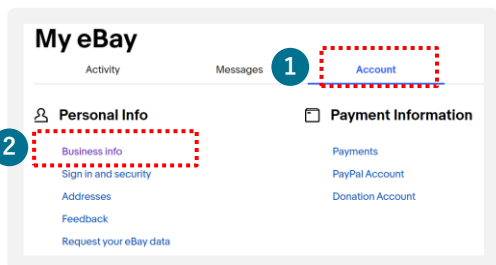 My eBay
Activity Messages 1 Account
Personal Info
2 Business info
Sign in and security
Addresses
Feedback
Request your eBay data
Payment Information
Payments
PayPal Account
Donation Account